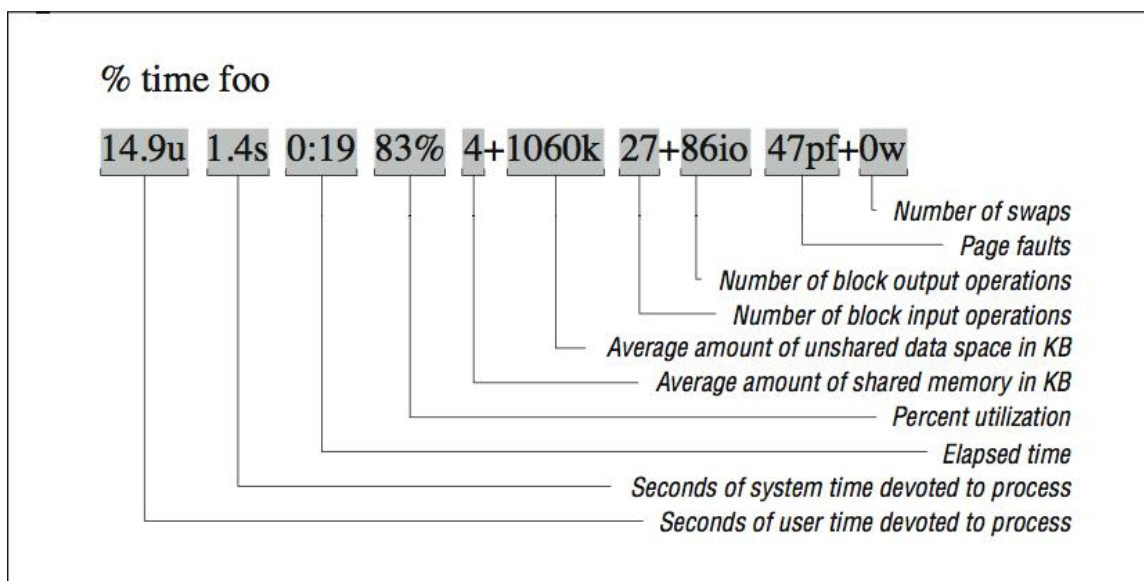 % time foo
14.9u 1.4s 0:19 83% 4+1060k 27+86io 47pf+0w
Number of swaps
Page faults
Number of block output operations
Number of block input operations
Average amount of unshared data space in KB
Average amount of shared memory in KB
Percent utilization
Elapsed time
Seconds of system time devoted to process
Seconds of user time devoted to process